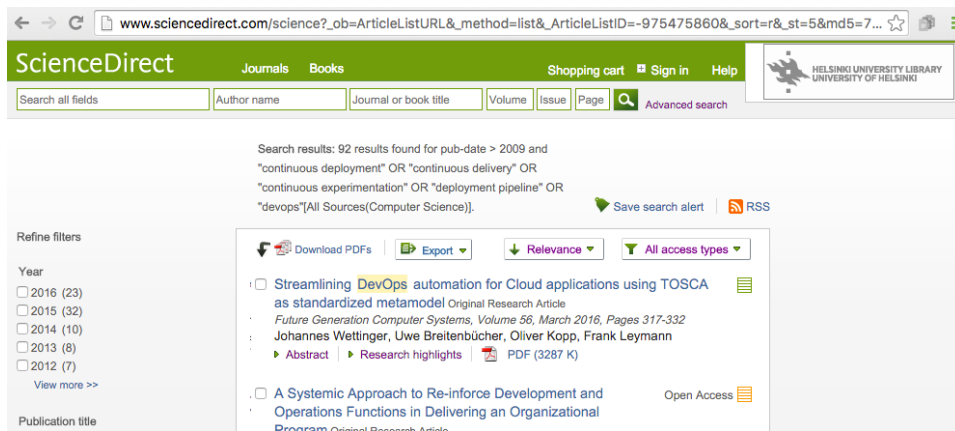 www.sciencedirect.com/science?_ob=ArticleListURL&_method=list&_ArticleListID=-975475860&_sort=r&_st=5&md5=7...
ScienceDirect Journals Books Shopping cart Sign in Help
HELSINKI UNIVERSITY LIBRARY
UNIVERSITY OF HELSINKI
Search all fields Author name Journal or book title Volume Issue Page Advanced search
Search results: 92 results found for pub-date > 2009 and
"continuous deployment" OR "continuous delivery" OR
"continuous experimentation" OR "deployment pipeline" OR
"devops"[All Sources(Computer Science)].
Save search alert RSS
Refine filters
Download PDFs Export Relevance All access types
Year
2016 (23)
2015 (32)
2014 (10)
2013 (8)
2012 (7)
View more >>
Publication title
Streamlining DevOps automation for Cloud applications using TOSCA
as standardized metamodel Original Research Article
Future Generation Computer Systems, Volume 56, March 2016, Pages 317-332
Johannes Wettinger, Uwe Breitenbücher, Oliver Kopp, Frank Leymann
Abstract Research highlights PDF (3287 K)
A Systemic Approach to Re-inforce Development and Open Access
Operations Functions in Delivering an Organizational
Program Original Research Article